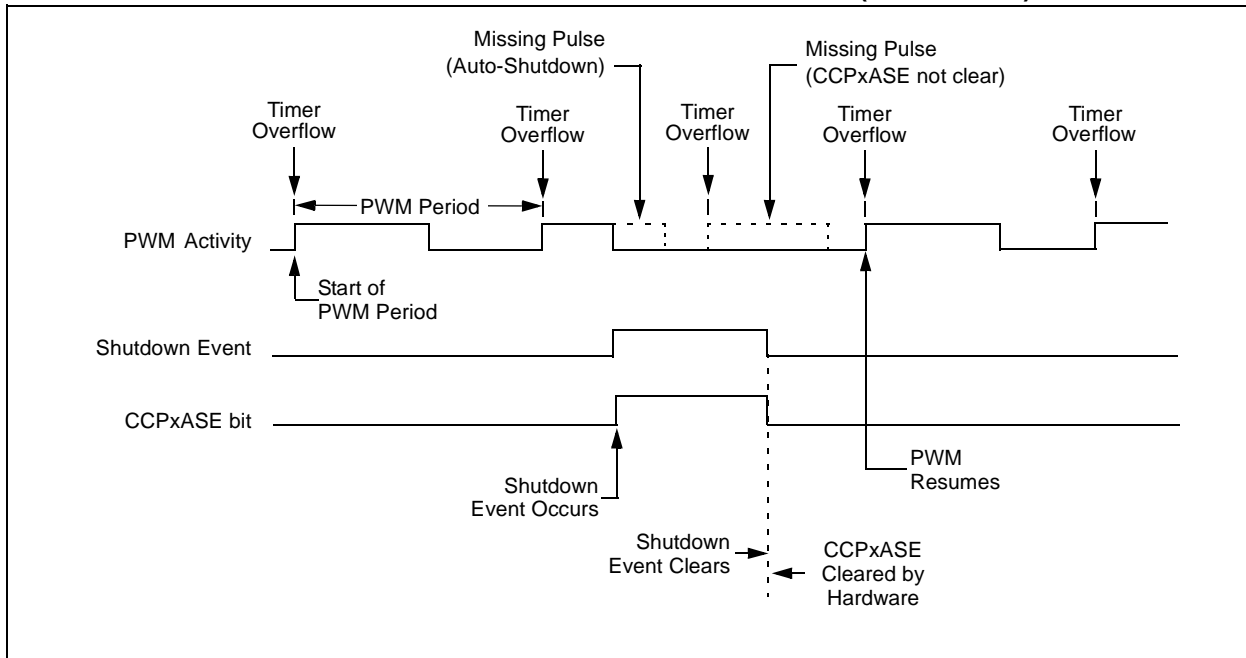 Missing Pulse
(Auto-Shutdown)
Missing Pulse
(CCPxASE not clear)
Timer
Overflow
Timer
Overflow
Timer
Overflow
Timer
Overflow
Timer
Overflow
PWM Period
PWM Activity
Start of
PWM Period
Shutdown Event
CCPxASE bit
Shutdown
Event Occurs
PWM
Resumes
Shutdown
Event Clears
CCPxASE
Cleared by
Hardware